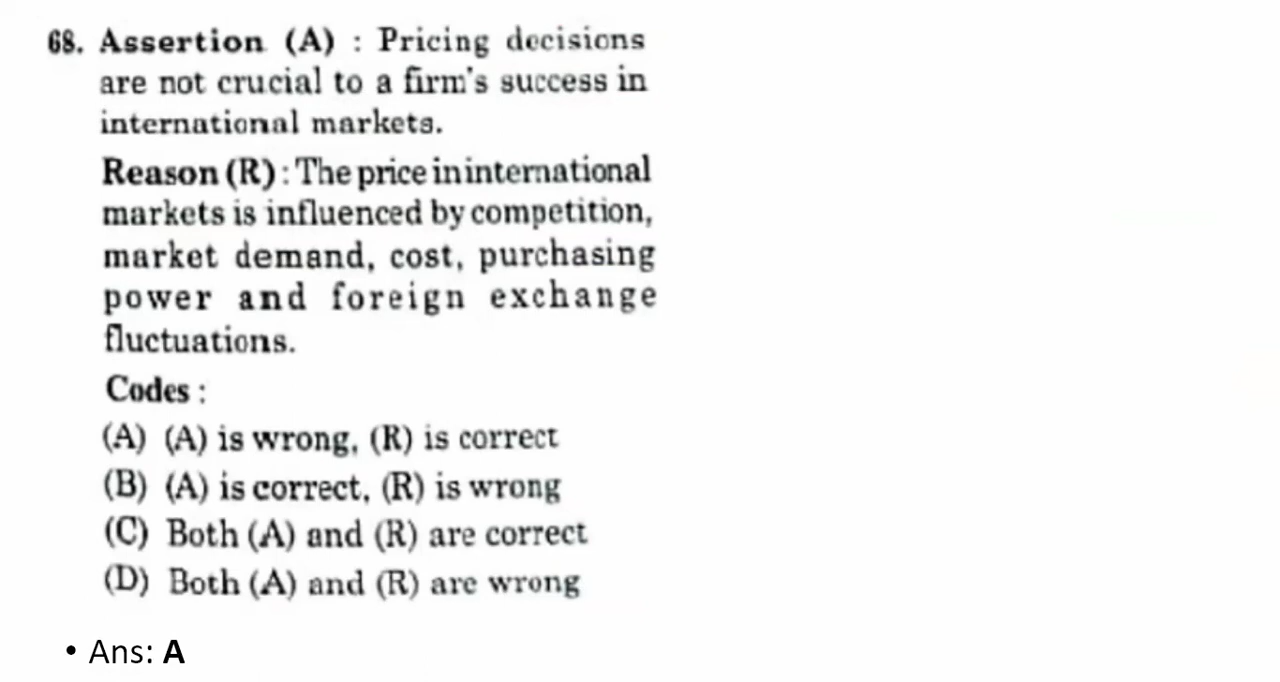 68. Assertion (A) : Pricing decisions
are not crucial to a firm's success in
international markets.
Reason (R) : The price in international
markets is influenced by competition,
market demand, cost, purchasing
power and foreign exchange
fluctuations.
Codes :
(A) (A) is wrong, (R) is correct
(B) (A) is correct, (R) is wrong
(C) Both (A) and (R) are correct
(D) Both (A) and (R) are wrong
• Ans: A